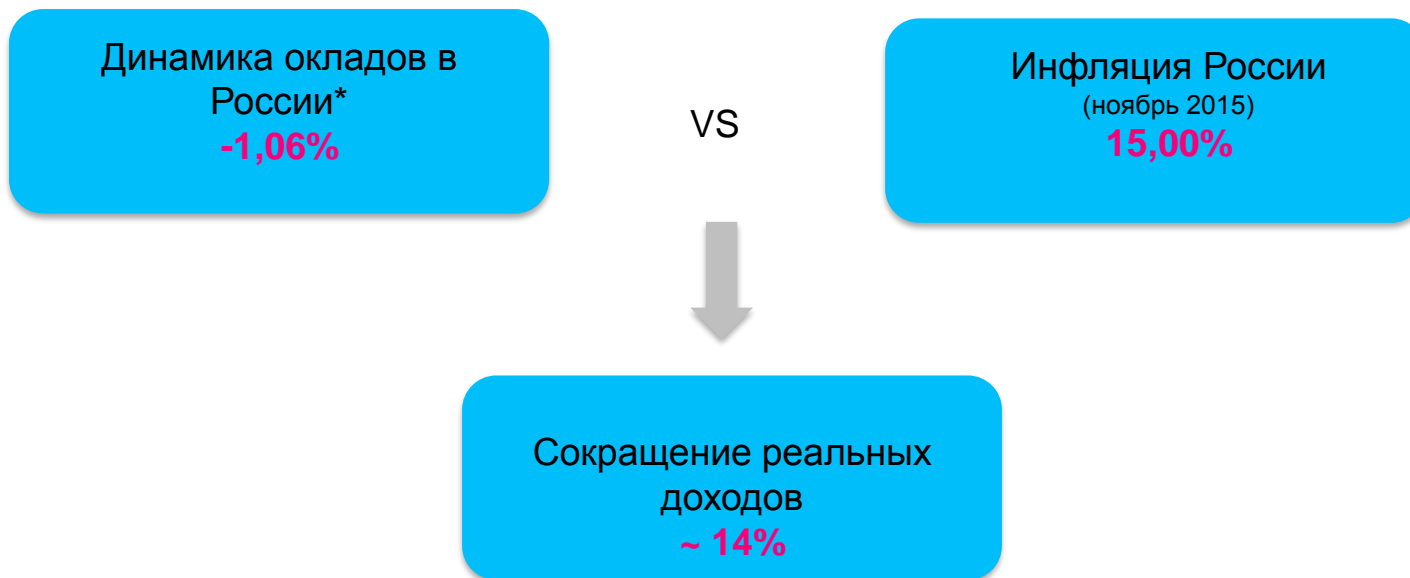 Динамика окладов в
России*
-1,06%
VS
Инфляция России
(ноябрь 2015)
15,00%
Сокращение реальных
доходов
~ 14%